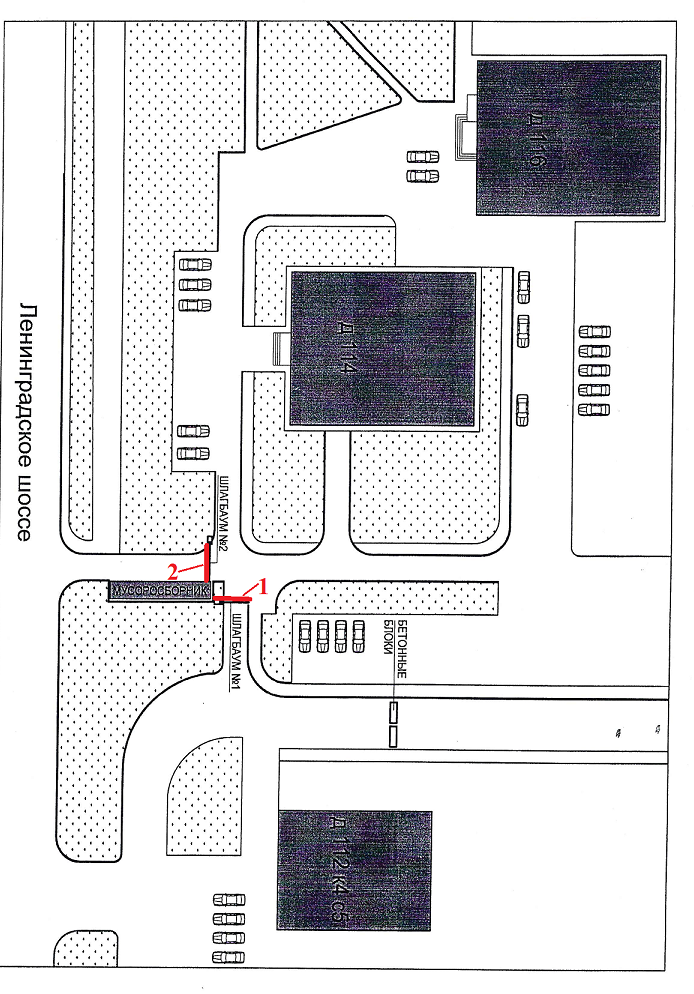 Д 116
Д 114
Ленинградское шоссе
ШЛАГБАУМ №2
2
МУСОРОСБОРНИК
1
ШЛАГБАУМ №1
БЕТОННЫЕ
БЛОКИ
Д 112 к4 с5